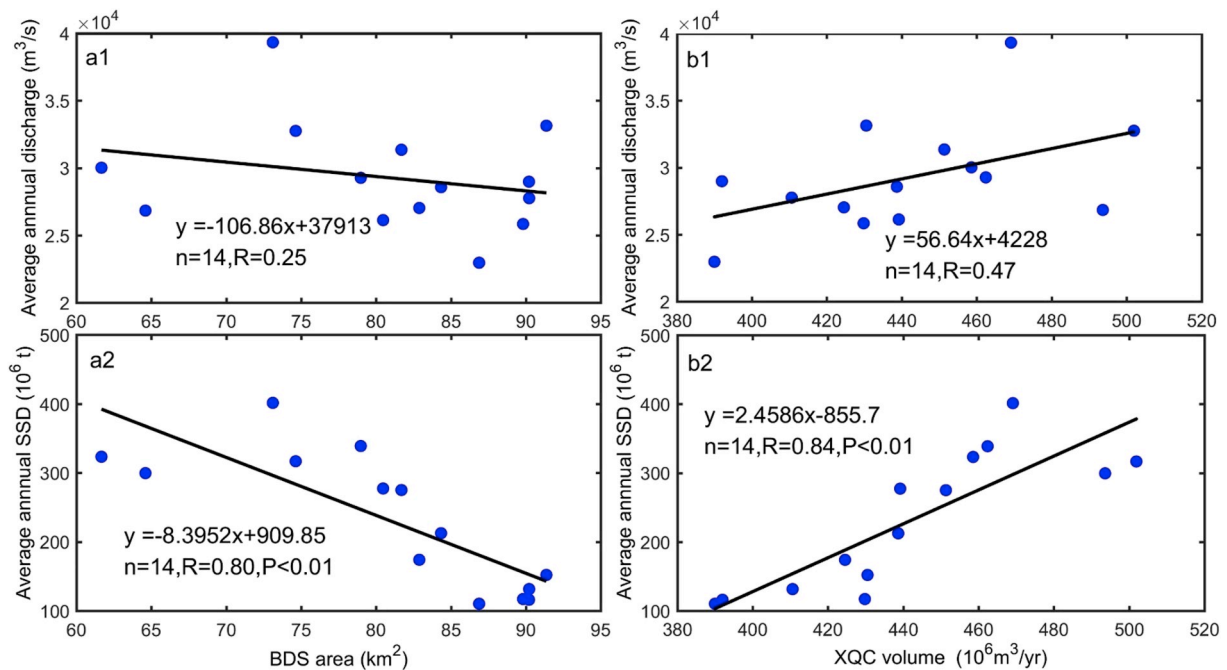 ×10⁴
4
3.5
3
2.5
2
Average annnual discharge (m³/s)
a1
y =-106.86x+37913
n=14,R=0.25
60 65 70 75 80 85 90 95
×10⁴
4
3.5
3
2.5
2
Average annnual discharge (m³/s)
b1
y =56.64x+4228
n=14,R=0.47
380 400 420 440 460 480 500 520
500
400
300
200
100
Average annnual SSD (10⁶ t)
a2
y =-8.3952x+909.85
n=14,R=0.80,P<0.01
60 65 70 75 80 85 90 95
BDS area (km²)
500
400
300
200
100
Average annnual SSD (10⁶ t)
b2
y =2.4586x-855.7
n=14,R=0.84,P<0.01
380 400 420 440 460 480 500 520
XQC volume (10⁶m³/yr)